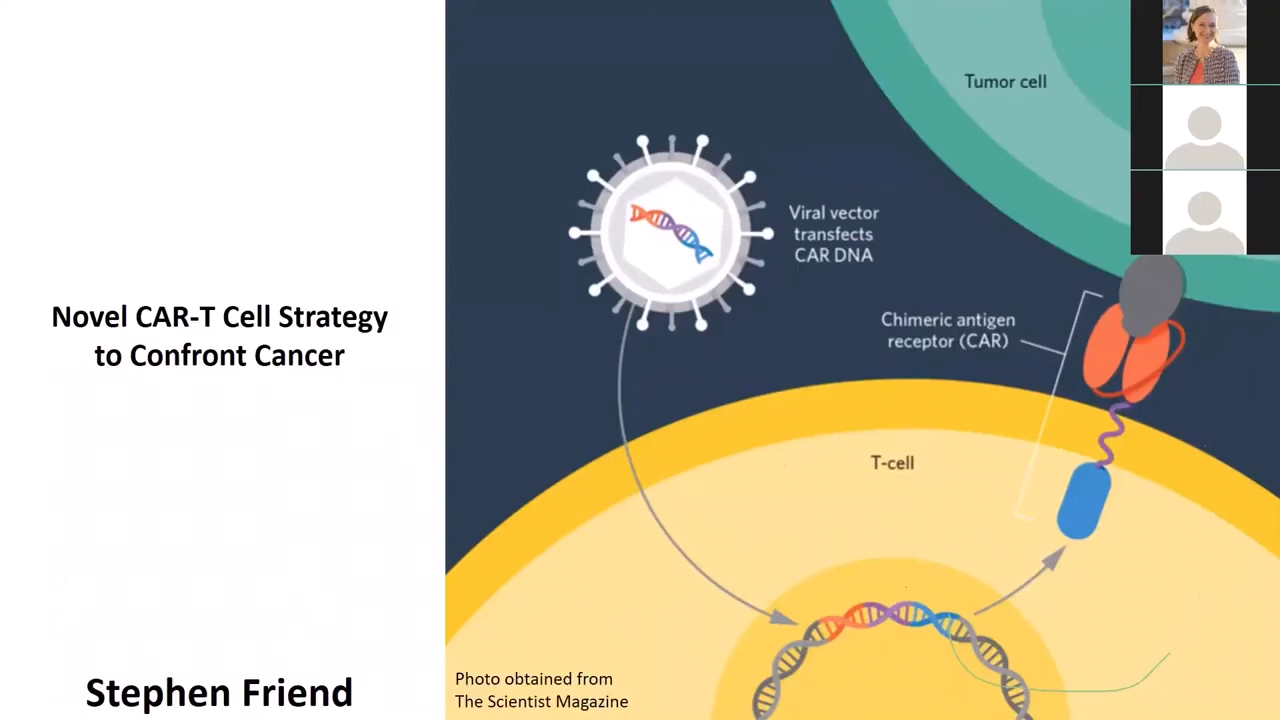 Novel CAR-T Cell Strategy
to Confront Cancer
Stephen Friend
Tumor cell
Viral vector
transfects
CAR DNA
Chimeric antigen
receptor (CAR)
T-cell
Photo obtained from
The Scientist Magazine